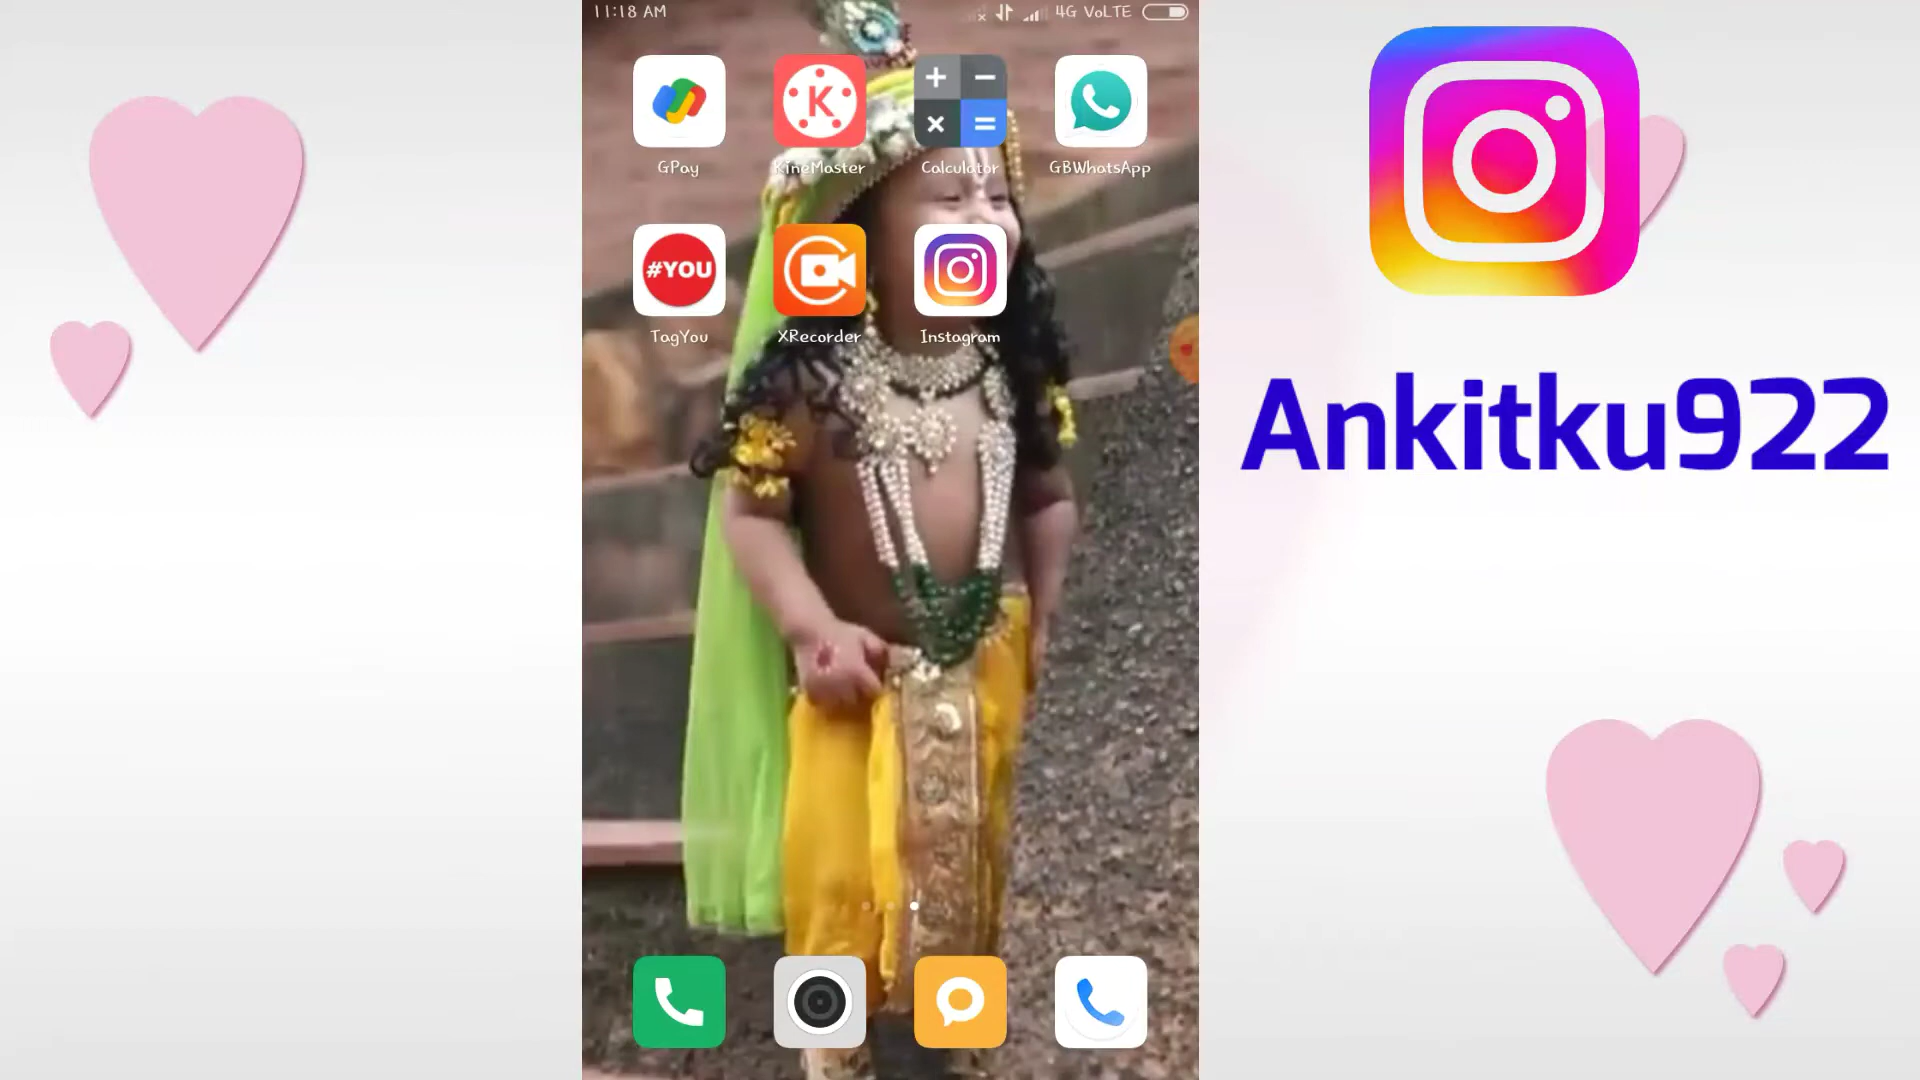 11:18 AM
4G VoLTE
GPay
KineMaster
Calculator
GBWhatsApp
#YOU
TagYou
XRecorder
Instagram
Ankitku922